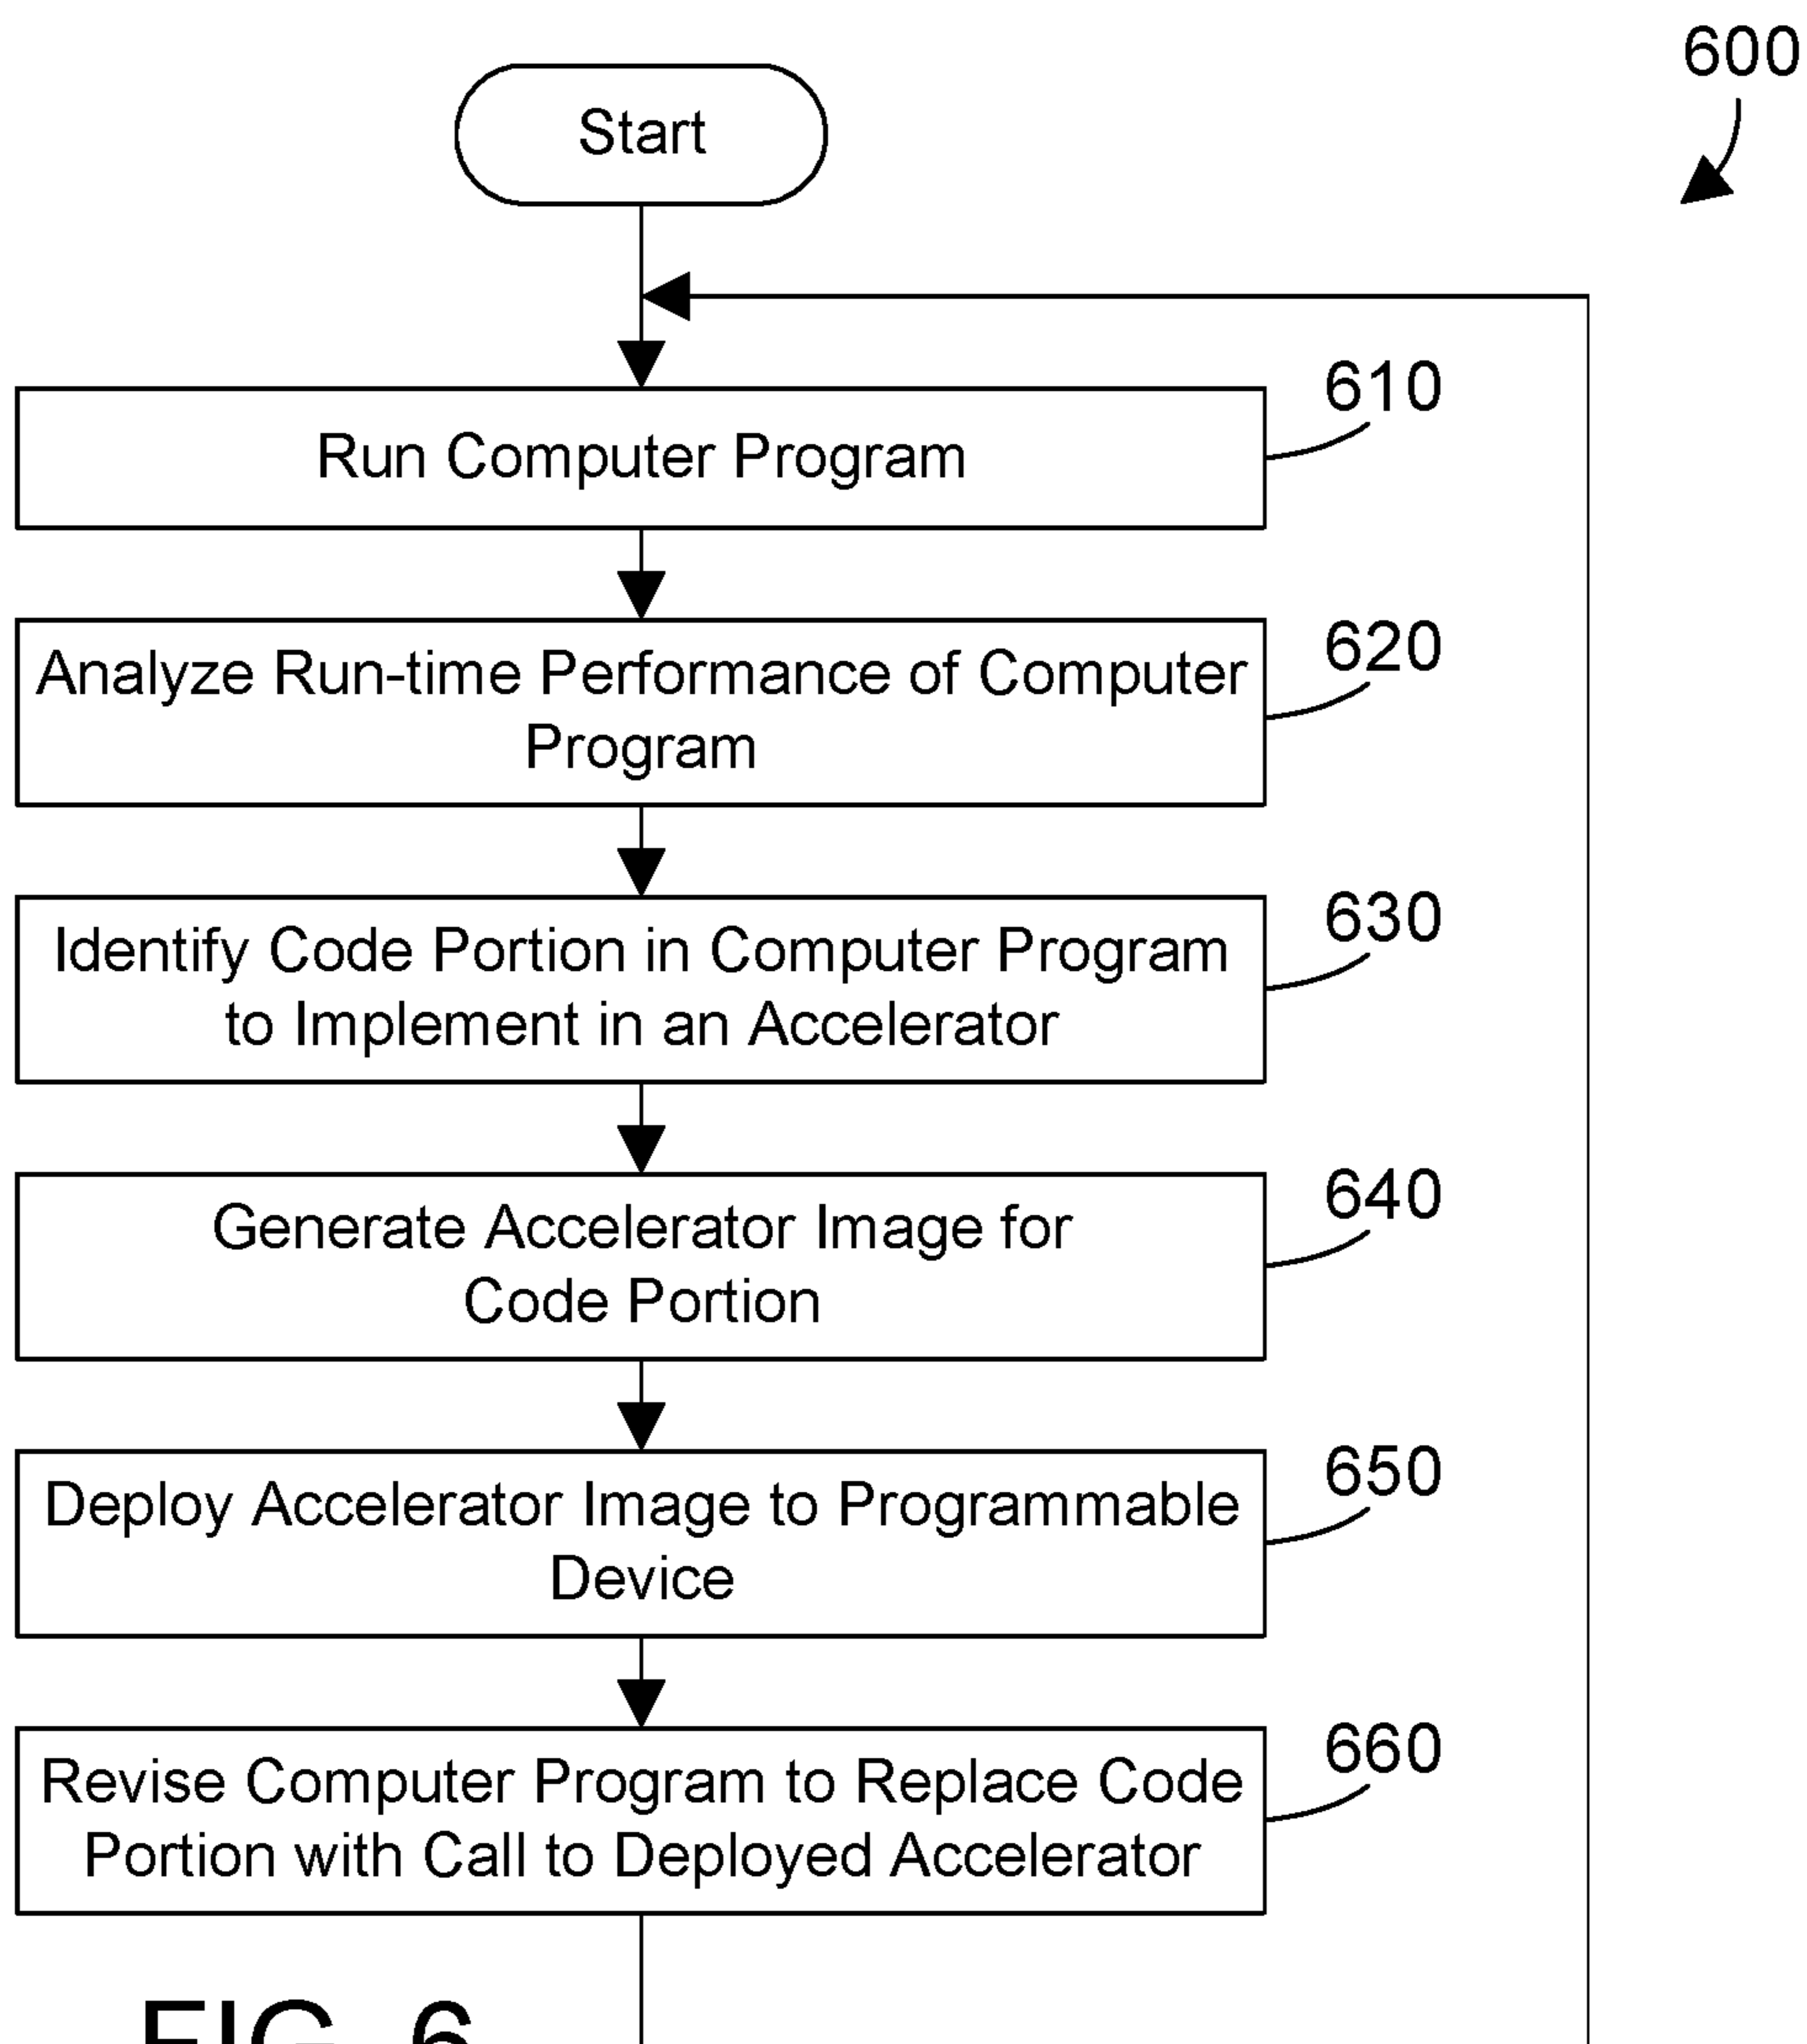 600
Start
610
Run Computer Program
620
Analyze Run-time Performance of Computer
Program
630
Identify Code Portion in Computer Program
to Implement in an Accelerator
640
Generate Accelerator Image for
Code Portion
650
Deploy Accelerator Image to Programmable
Device
660
Revise Computer Program to Replace Code
Portion with Call to Deployed Accelerator
FIG. 6